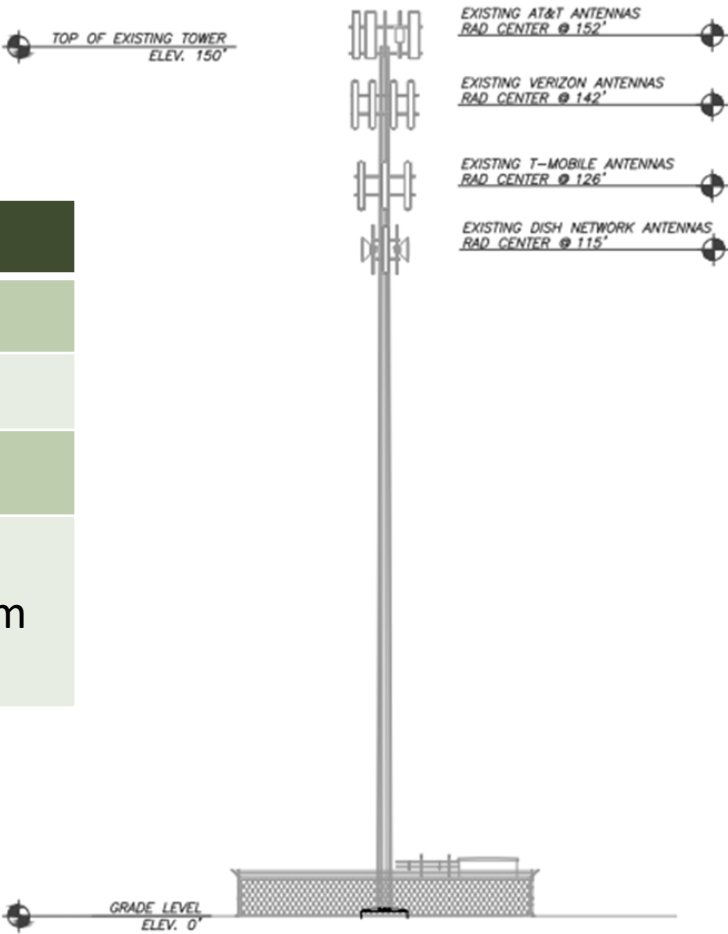 TOP OF EXISTING TOWER
ELEV. 150'
EXISTING AT&T ANTENNAS
RAD CENTER @ 152'
EXISTING VERIZON ANTENNAS
RAD CENTER @ 142'
EXISTING T-MOBILE ANTENNAS
RAD CENTER @ 126'
EXISTING DISH NETWORK ANTENNAS
RAD CENTER @ 115'
m
GRADE LEVEL
ELEV. 0'